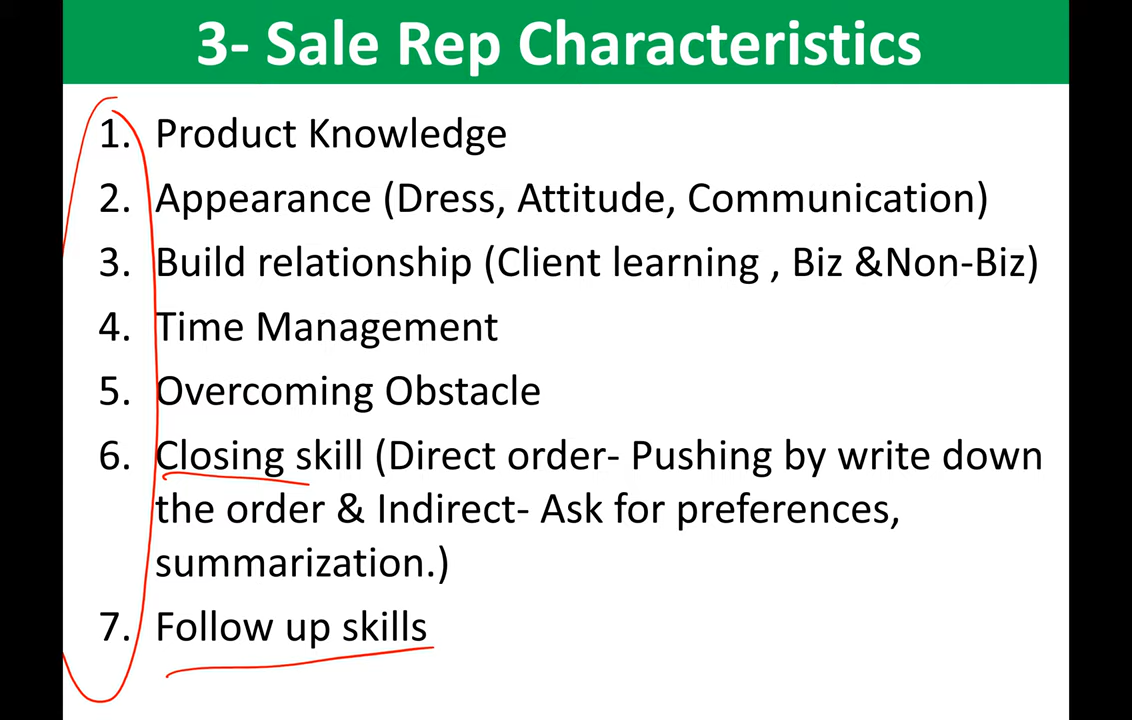 3- Sale Rep Characteristics
1. Product Knowledge
2. Appearance (Dress, Attitude, Communication)
3. Build relationship (Client learning , Biz &Non-Biz)
4. Time Management
5. Overcoming Obstacle
6. Closing skill (Direct order- Pushing by write down
the order & Indirect- Ask for preferences,
summarization.)
7. Follow up skills